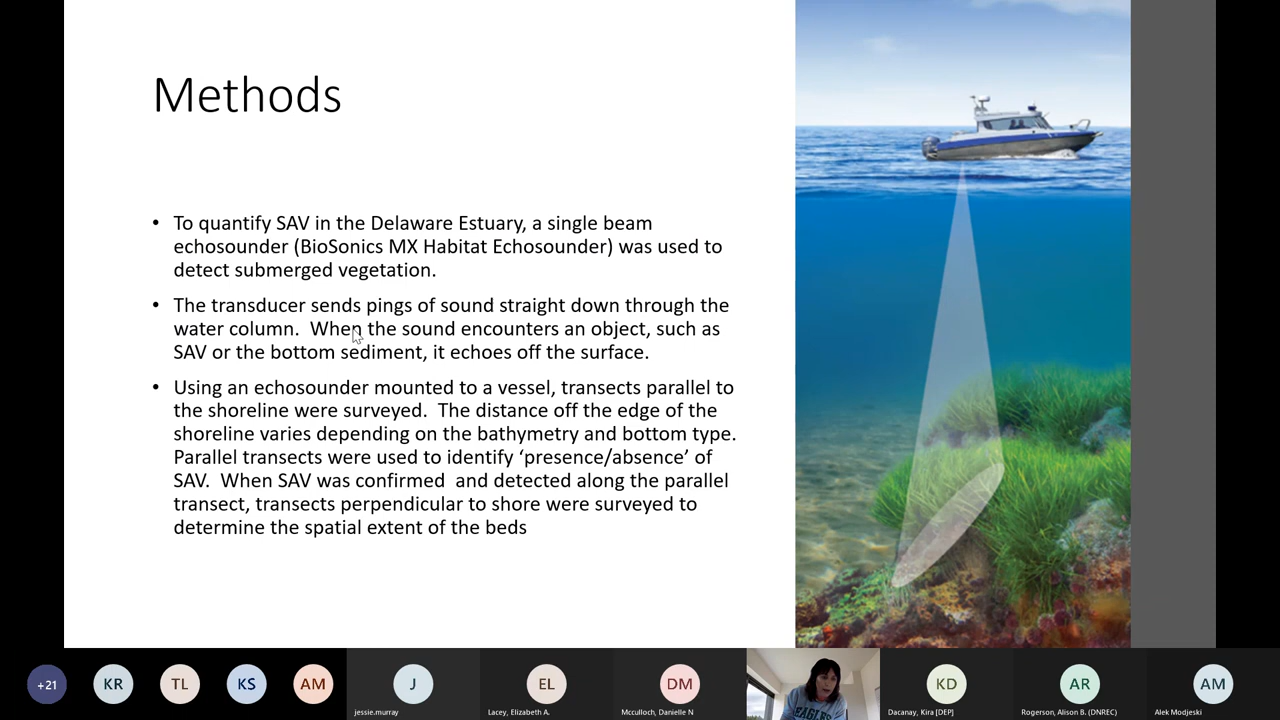 Methods
• To quantify SAV in the Delaware Estuary, a single beam
echosounder (BioSonics MX Habitat Echosounder) was used to
detect submerged vegetation.
• The transducer sends pings of sound straight down through the
water column.  When the sound encounters an object, such as
SAV or the bottom sediment, it echoes off the surface.
• Using an echosounder mounted to a vessel, transects parallel to
the shoreline were surveyed.  The distance off the edge of the
shoreline varies depending on the bathymetry and bottom type.
Parallel transects were used to identify ‘presence/absence’ of
SAV.  When SAV was confirmed  and detected along the parallel
transect, transects perpendicular to shore were surveyed to
determine the spatial extent of the beds
+21
KR
TL
KS
AM
J
jessie.murray
EL
Lacey, Elizabeth A.
DM
Mcculloh, Danielle N
EAGLES
KD
Dacanay, Kira [DEP]
AR
Rogerson, Alison B. (DNREC)
AM
Alek Modjeski